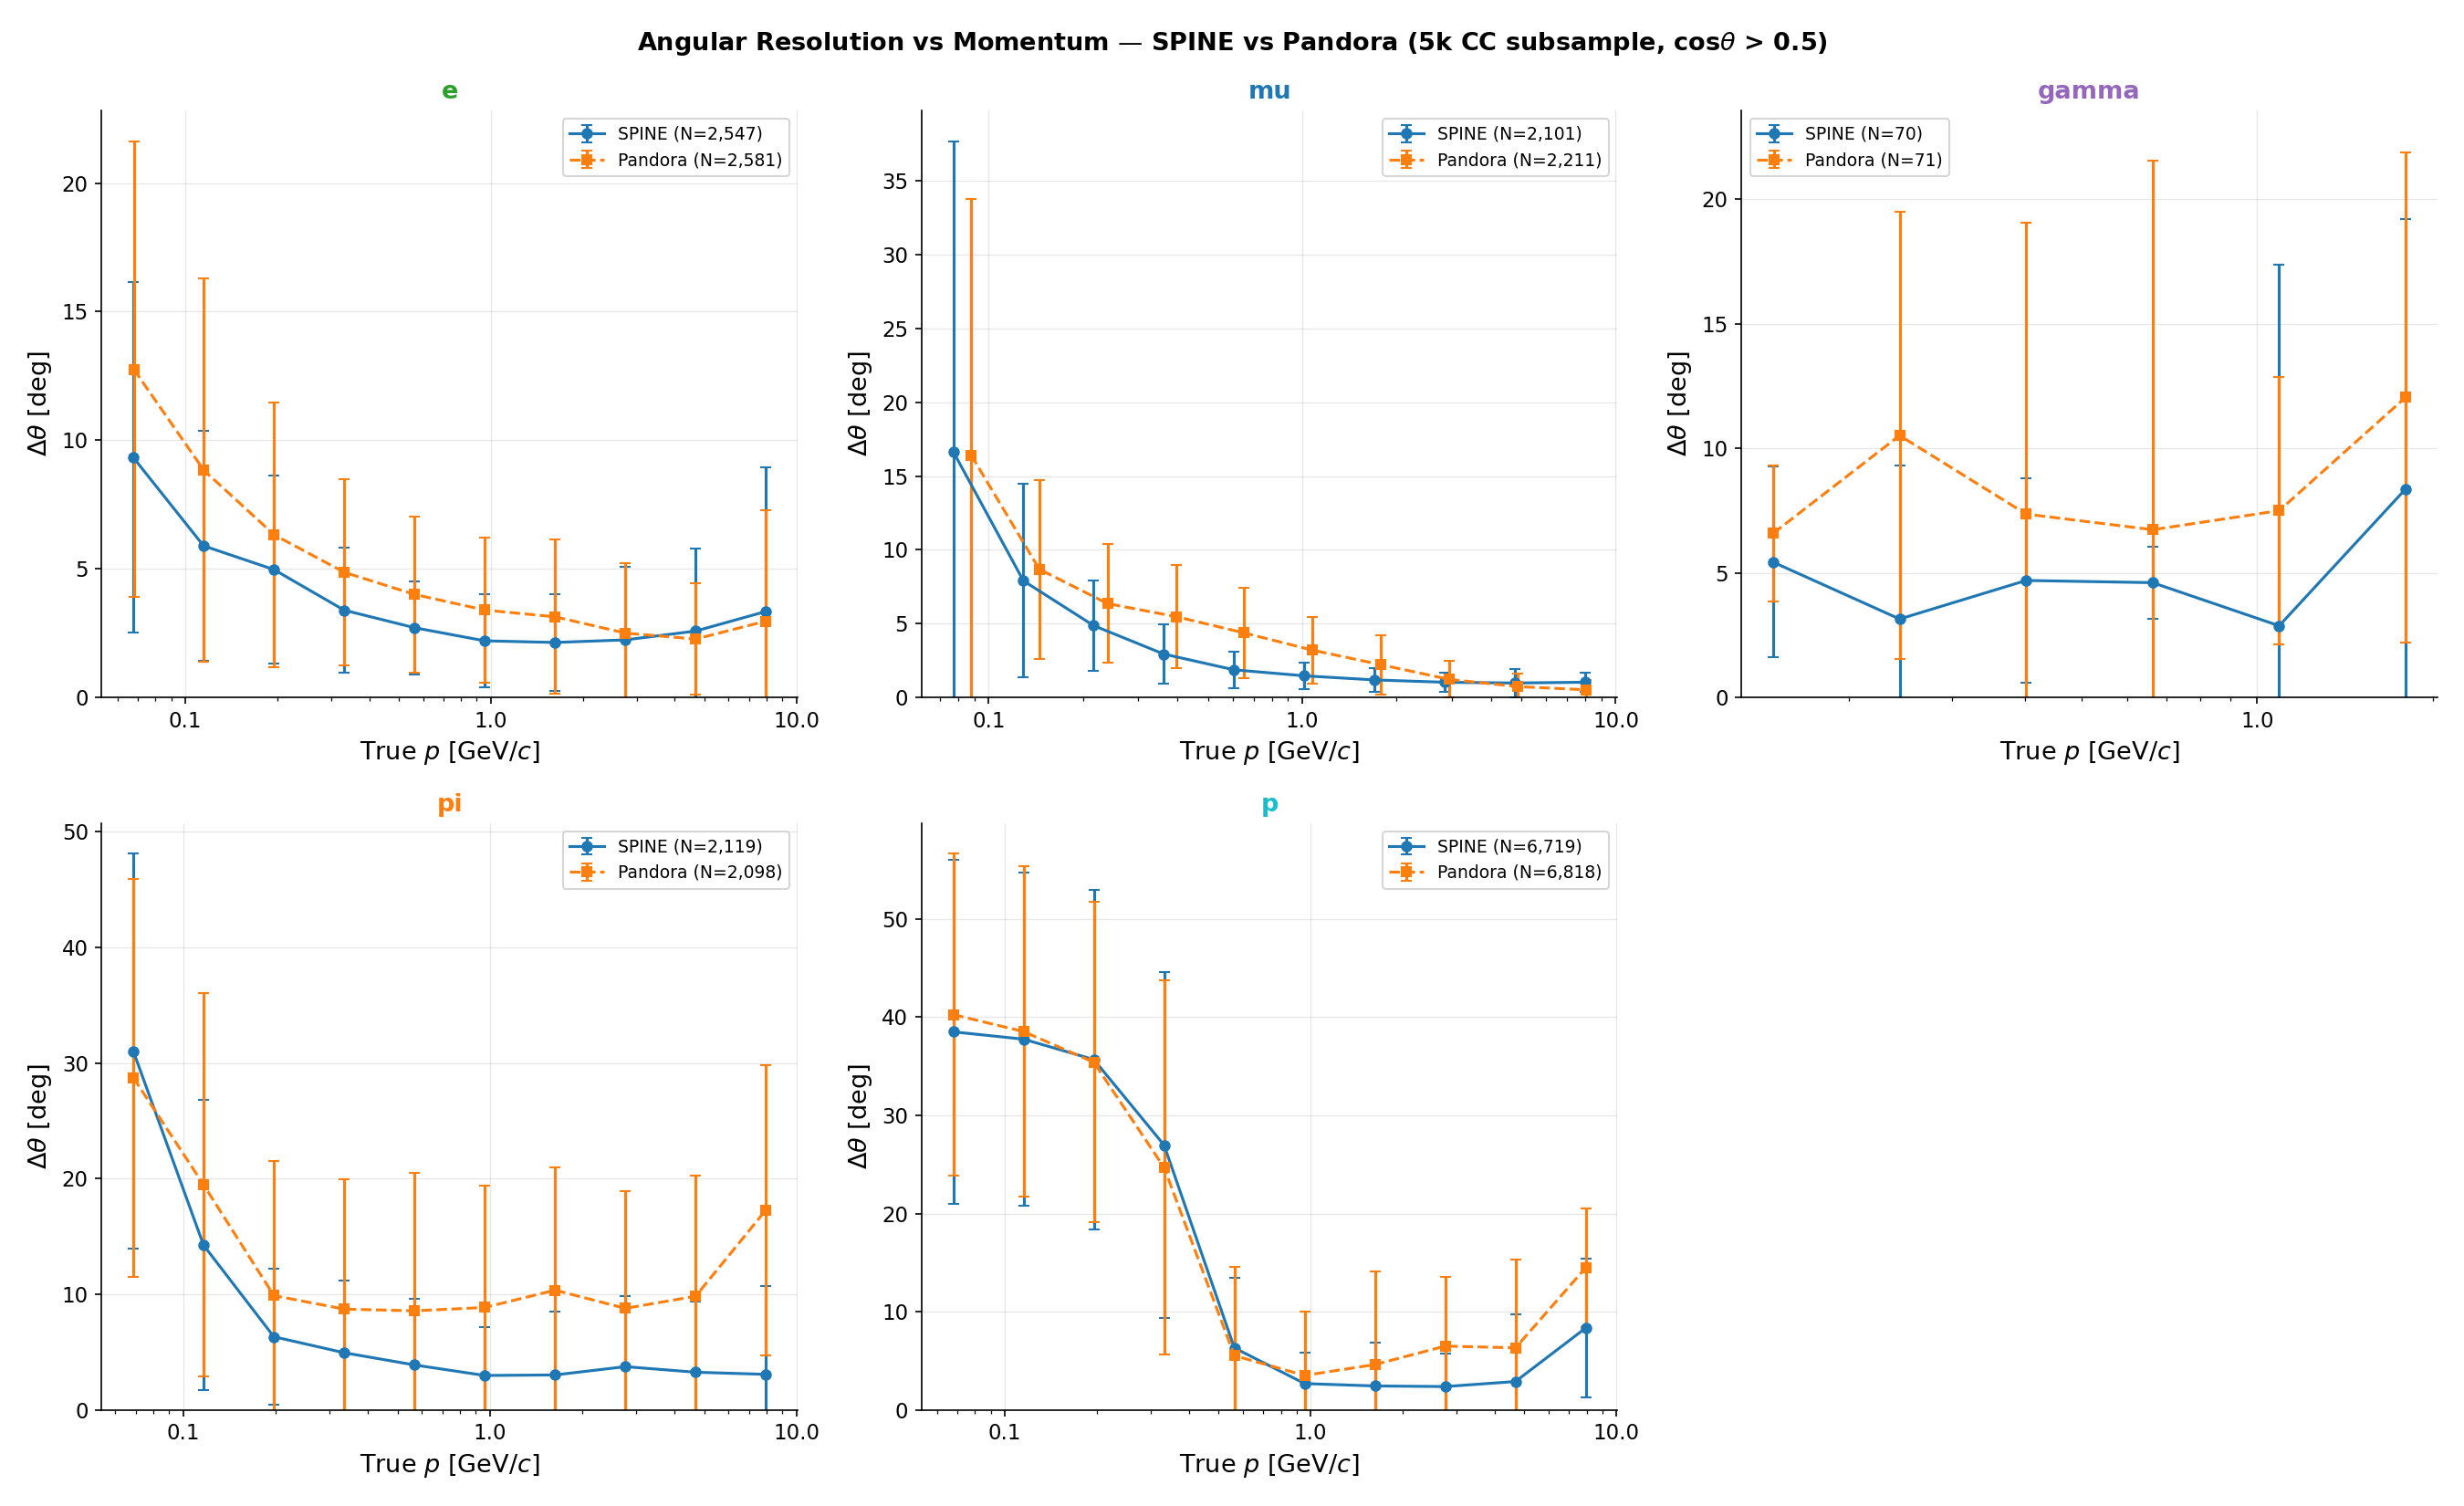 Angular Resolution vs Momentum — SPINE vs Pandora (5k CC subsample, cosθ > 0.5)
e
SPINE (N=2,547)
Pandora (N=2,581)
20
15
10
5
0
Δθ [deg]
0.1
1.0
10.0
True p [GeV/c]
mu
SPINE (N=2,101)
Pandora (N=2,211)
35
30
25
20
15
10
5
0
Δθ [deg]
0.1
1.0
10.0
True p [GeV/c]
gamma
SPINE (N=70)
Pandora (N=71)
20
15
10
5
0
Δθ [deg]
1.0
True p [GeV/c]
pi
SPINE (N=2,119)
Pandora (N=2,098)
50
40
30
20
10
0
Δθ [deg]
0.1
1.0
10.0
True p [GeV/c]
p
SPINE (N=6,719)
Pandora (N=6,818)
50
40
30
20
10
0
Δθ [deg]
0.1
1.0
10.0
True p [GeV/c]